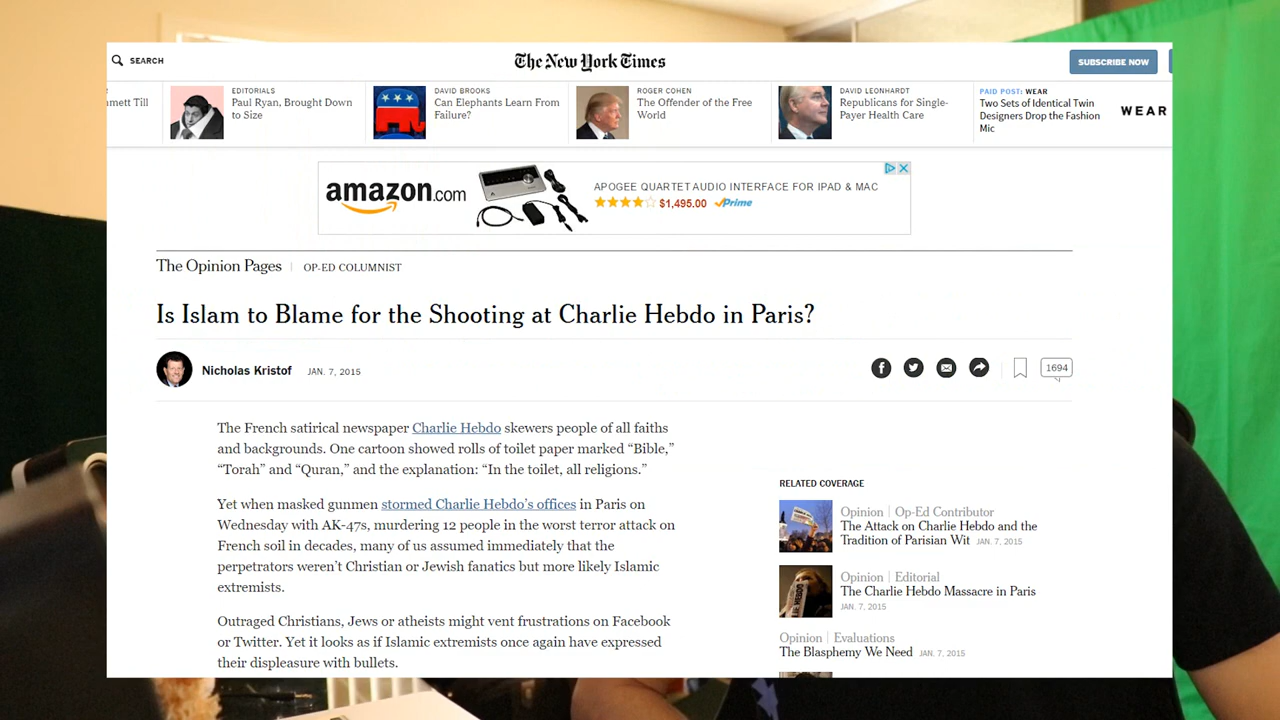 SEARCH
The New York Times
SUBSCRIBE NOW
mett Till
EDITORIALS
Paul Ryan, Brought Down
to Size
DAVID BROOKS
Can Elephants Learn From
Failure?
ROGER COHEN
The Offender of the Free
World
DAVID LEONHARDT
Republicans for Single-
Payer Health Care
PAID POST: WEAR
Two Sets of Identical Twin
Designers Drop the Fashion
Mic
WEAR
amazon.com
APOGEE QUARTET AUDIO INTERFACE FOR IPAD & MAC
$1,495.00 Prime
The Opinion Pages | OP-ED COLUMNIST
Is Islam to Blame for the Shooting at Charlie Hebdo in Paris?
Nicholas Kristof JAN. 7, 2015
1694
The French satirical newspaper Charlie Hebdo skewers people of all faiths
and backgrounds. One cartoon showed rolls of toilet paper marked “Bible,”
“Torah” and “Quran,” and the explanation: “In the toilet, all religions.”
Yet when masked gunmen stormed Charlie Hebdo’s offices in Paris on
Wednesday with AK-47s, murdering 12 people in the worst terror attack on
French soil in decades, many of us assumed immediately that the
perpetrators weren’t Christian or Jewish fanatics but more likely Islamic
extremists.
Outraged Christians, Jews or atheists might vent frustrations on Facebook
or Twitter. Yet it looks as if Islamic extremists once again have expressed
their displeasure with bullets.
RELATED COVERAGE
Opinion | Op-Ed Contributor
The Attack on Charlie Hebdo and the
Tradition of Parisian Wit JAN. 7, 2015
Opinion | Editorial
The Charlie Hebdo Massacre in Paris
JAN. 7, 2015
Opinion | Evaluations
The Blasphemy We Need JAN. 7, 2015